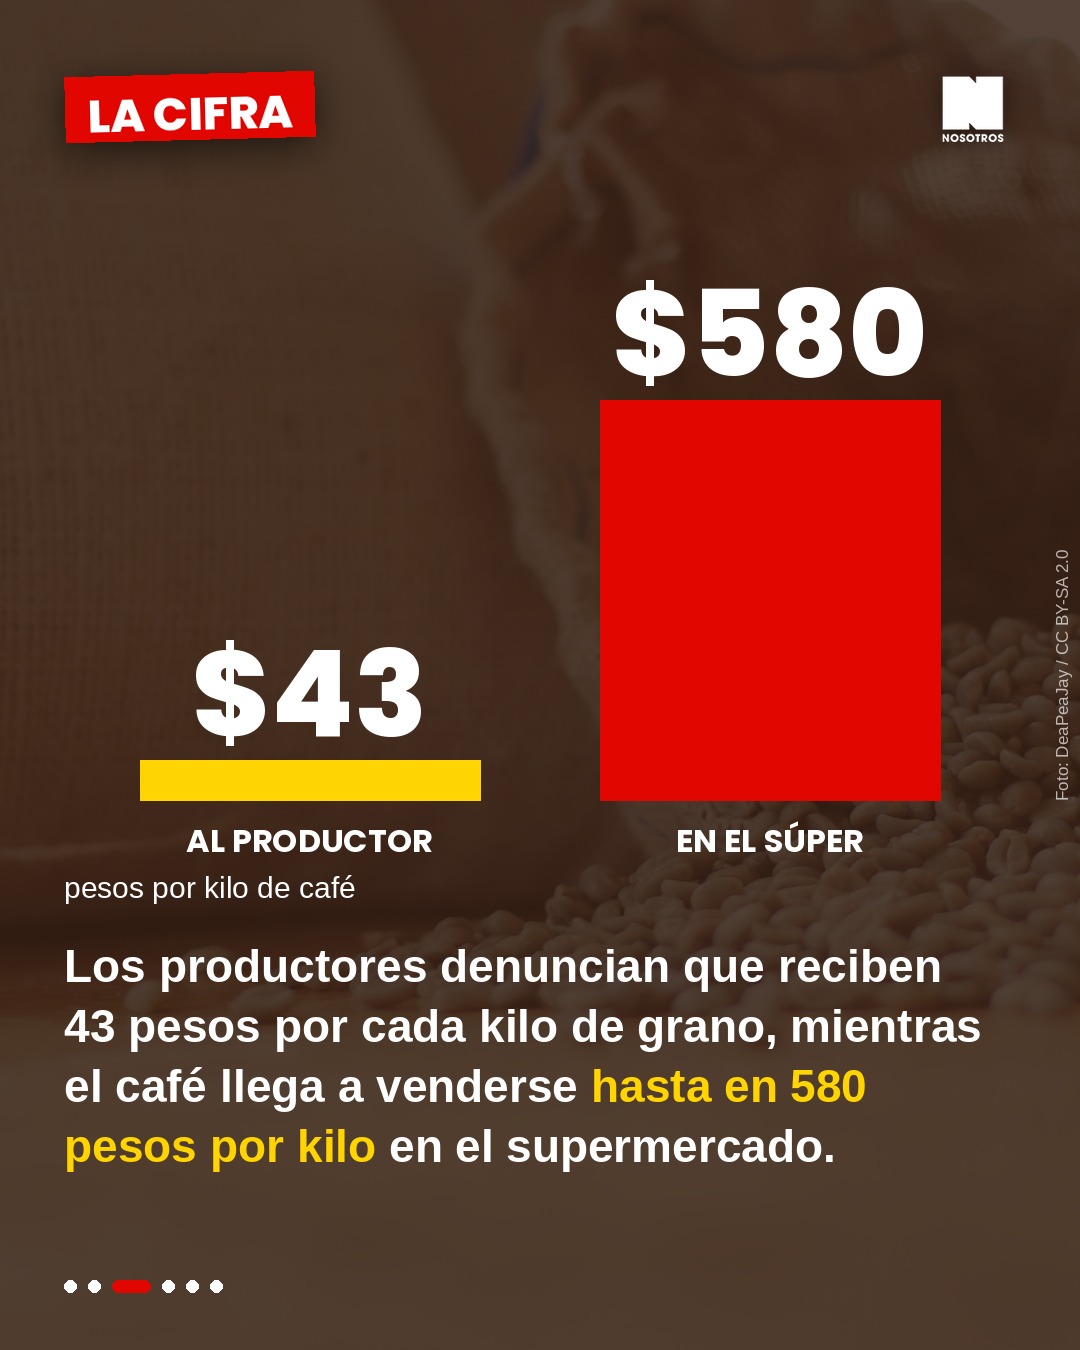 LA CIFRA
NOSOTROS
$580
$43
AL PRODUCTOR
EN EL SÚPER
pesos por kilo de café
Los productores denuncian que reciben
43 pesos por cada kilo de grano, mientras
el café llega a venderse hasta en 580
pesos por kilo en el supermercado.
Foto: DeaPeaJay / CC BY-SA 2.0